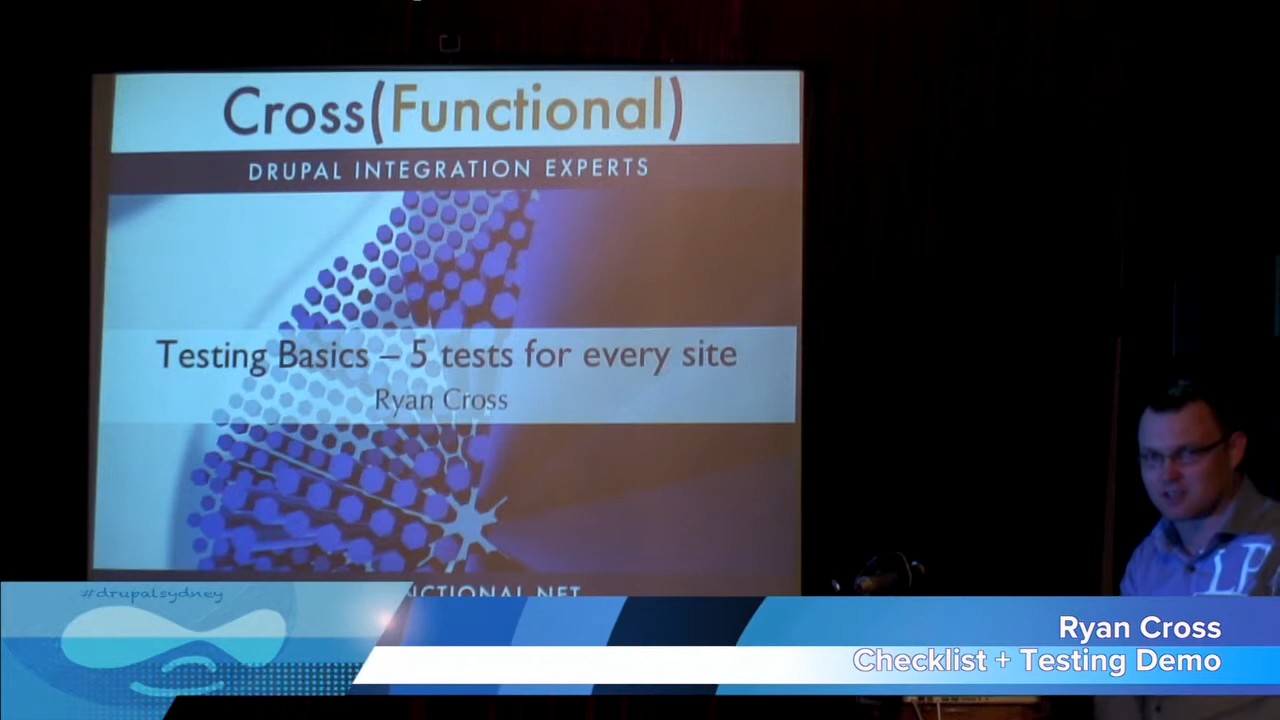 Cross(Functional)
DRUPAL INTEGRATION EXPERTS
Testing Basics – 5 tests for every site
Ryan Cross
#drupalsydney
Ryan Cross
Checklist + Testing Demo